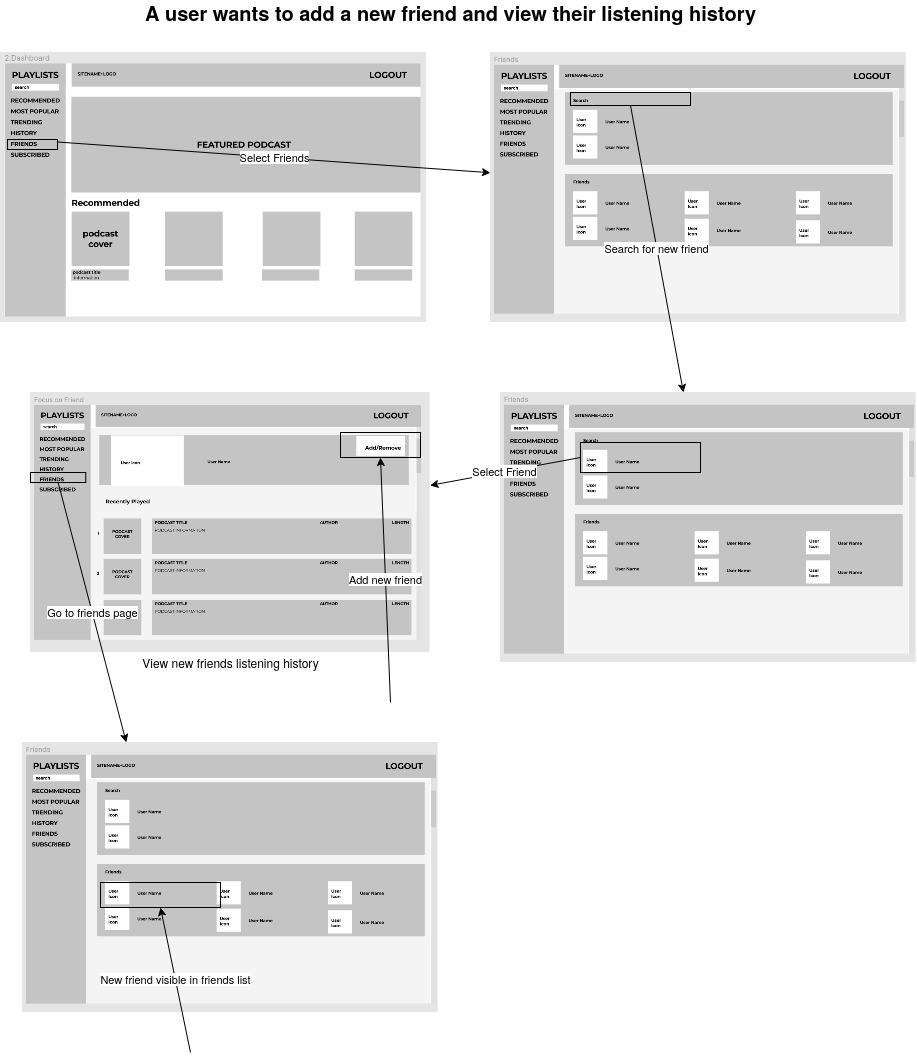 A user wants to add a new friend and view their listening history
2.Dashboard
PLAYLISTS
search
RECOMMENDED
MOST POPULAR
TRENDING
HISTORY
FRIENDS
SUBSCRIBED
SITENAME+LOGO
LOGOUT
FEATURED PODCAST
Select Friends
Recommended
podcast
cover
podcast title
information
Friends
PLAYLISTS
search
RECOMMENDED
MOST POPULAR
TRENDING
HISTORY
FRIENDS
SUBSCRIBED
SITENAME+LOGO
LOGOUT
Search
User
Icon
User Name
User
Icon
User Name
Friends
User
Icon
User Name
User
Icon
User Name
User
Icon
User Name
User
Icon
User Name
User
Icon
User Name
User
Icon
User Name
Search for new friend
Focus on Friend
PLAYLISTS
search
RECOMMENDED
MOST POPULAR
TRENDING
HISTORY
FRIENDS
SUBSCRIBED
SITENAME+LOGO
LOGOUT
User Icon
User Name
Add/Remove
Recently Played
1
PODCAST
COVER
PODCAST TITLE
AUTHOR
LENGTH
PODCAST INFORMATION
2
PODCAST
COVER
PODCAST TITLE
AUTHOR
LENGTH
PODCAST INFORMATION
PODCAST TITLE
AUTHOR
LENGTH
PODCAST INFORMATION
Add new friend
Go to friends page
View new friends listening history
Friends
PLAYLISTS
search
RECOMMENDED
MOST POPULAR
TRENDING
FRIENDS
SUBSCRIBED
SITENAME+LOGO
LOGOUT
Search
User
Icon
User Name
User
Icon
User Name
Select Friend
Friends
User
Icon
User Name
User
Icon
User Name
User
Icon
User Name
User
Icon
User Name
User
Icon
User Name
User
Icon
User Name
Friends
PLAYLISTS
search
RECOMMENDED
MOST POPULAR
TRENDING
HISTORY
FRIENDS
SUBSCRIBED
SITENAME+LOGO
LOGOUT
Search
User
Icon
User Name
User
Icon
User Name
Friends
User
Icon
User Name
User
Icon
User Name
User
Icon
User Name
User
Icon
User Name
User
Icon
User Name
User
Icon
User Name
New friend visible in friends list